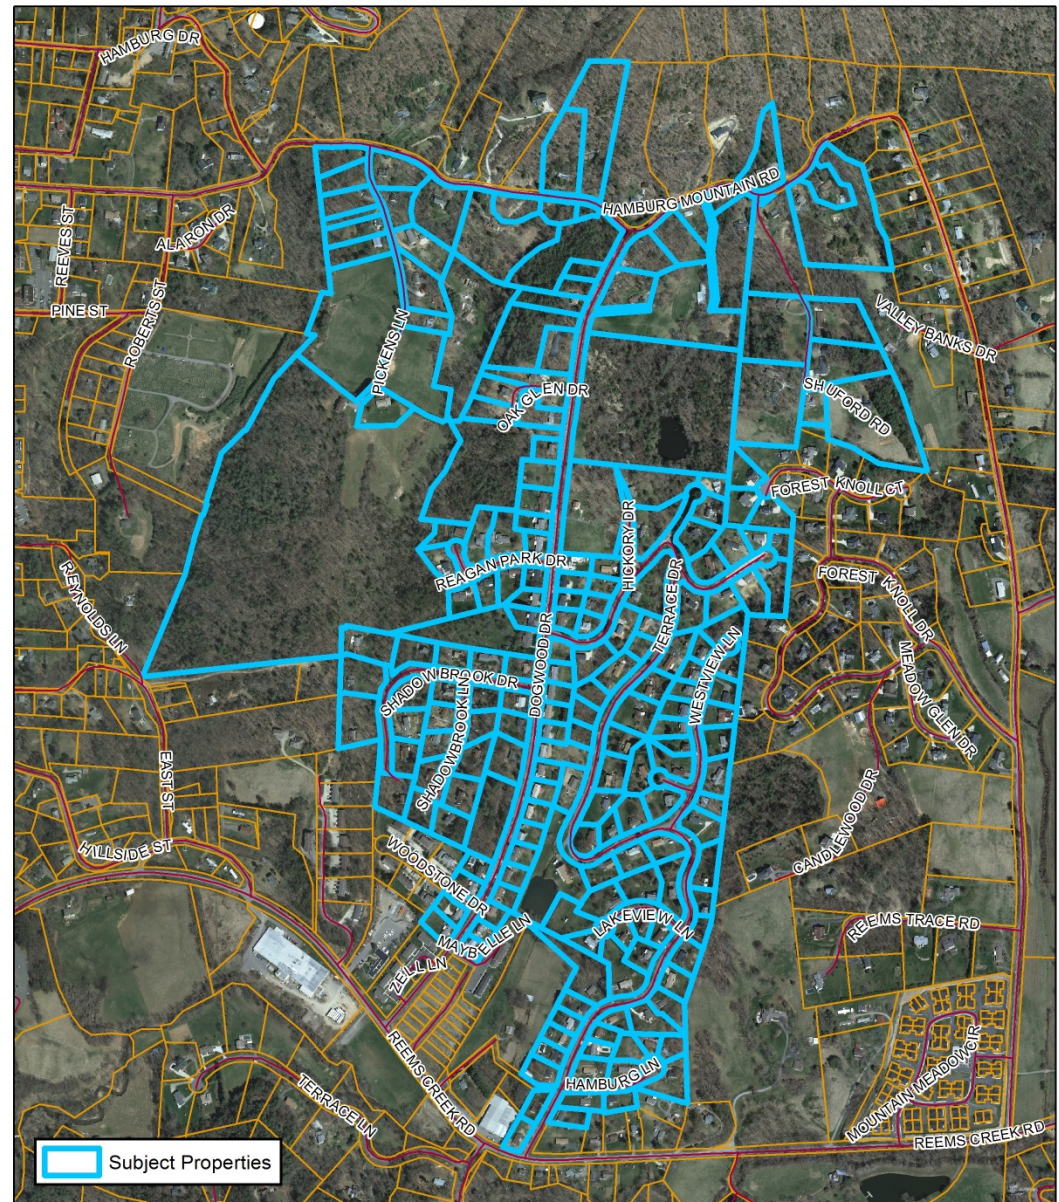 HAMBURG DR
HAMBURG MOUNTAIN RD
ALARON DR
REEVES ST
PINE ST
ROBERTS ST
PICKENS LN
VALLEY BANKS DR
OAK GLEN DR
SHUFORD RD
FOREST KNOLL CT
HICKORY DR
REAGAN PARK DR
FOREST KNOLL DR
REYNOLDS LN
TERRACE DR
WESTVIEW LN
MEADOW GLEN DR
SHADOWBROOK DR
DOGWOOD DR
SHADOWBROOK LN
EAST ST
CANDLEWOOD DR
HILLSIDE ST
WOODSTONE DR
LAKEVIEW LN
REEMS TRACE RD
MAYBELLE LN
ZELL LN
REEMS CREEK RD
HAMBURG LN
MOUNTAIN MEADOW CIR
TERRACE LN
REEMS CREEK RD
Subject Properties